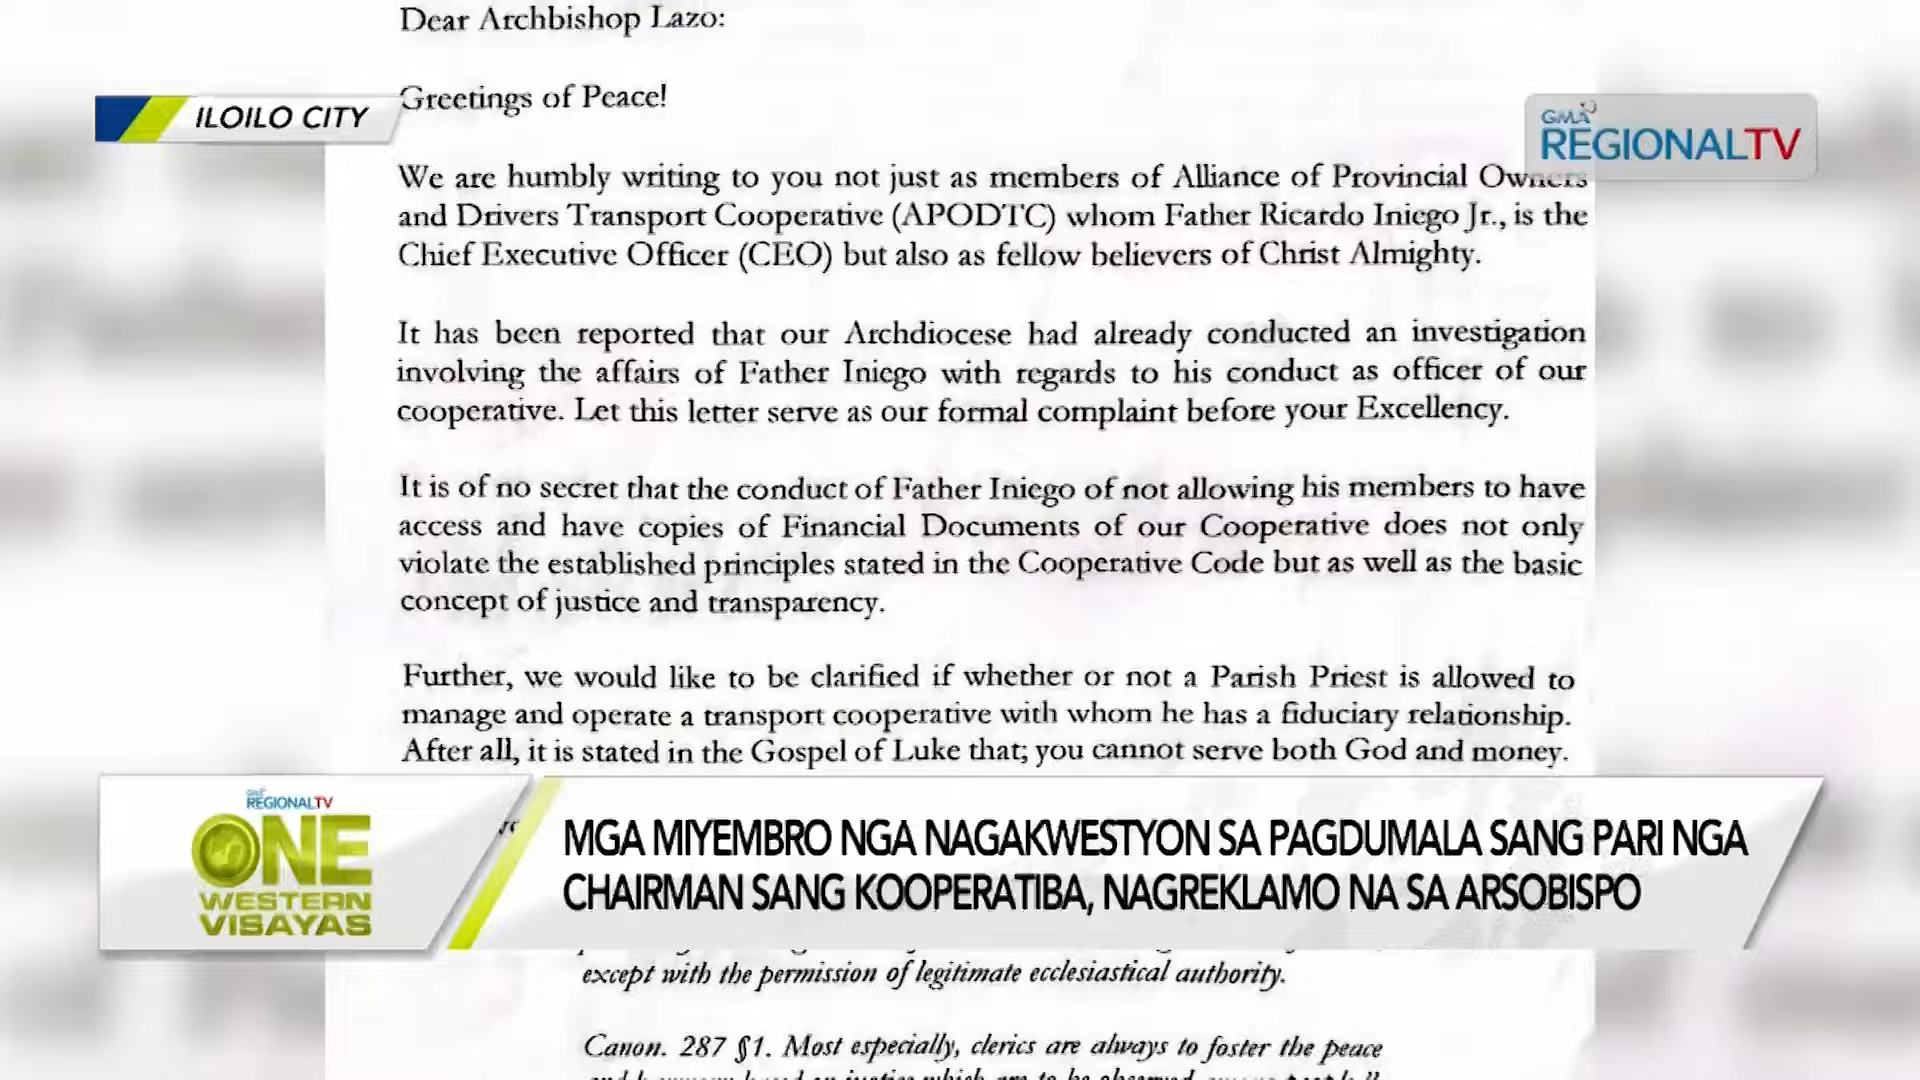 Dear Archbishop Lazo:
Greetings of Peace!
ILOILO CITY
GMA
REGIONALTV
We are humbly writing to you not just as members of Alliance of Provincial Owners
and Drivers Transport Cooperative (APODTC) whom Father Ricardo Iniego Jr., is the
Chief Executive Officer (CEO) but also as fellow believers of Christ Almighty.
It has been reported that our Archdiocese had already conducted an investigation
involving the affairs of Father Iniego with regards to his conduct as officer of our
cooperative. Let this letter serve as our formal complaint before your Excellency.
It is of no secret that the conduct of Father Iniego of not allowing his members to have
access and have copies of Financial Documents of our Cooperative does not only
violate the established principles stated in the Cooperative Code but as well as the basic
concept of justice and transparency.
Further, we would like to be clarified if whether or not a Parish Priest is allowed to
manage and operate a transport cooperative with whom he has a fiduciary relationship.
After all, it is stated in the Gospel of Luke that; you cannot serve both God and money.
GMA
REGIONALTV
ONE
WESTERN
VISAYAS
MGA MIYEMBRO NGA NAGAKWESTYON SA PAGDUMALA SANG PARI NGA
CHAIRMAN SANG KOOPERATIBA, NAGREKLAMO NA SA ARSOBISPO
except with the permission of legitimate ecclesiastical authority.
Canon. 287 §1. Most especially, clerics are always to foster the peace